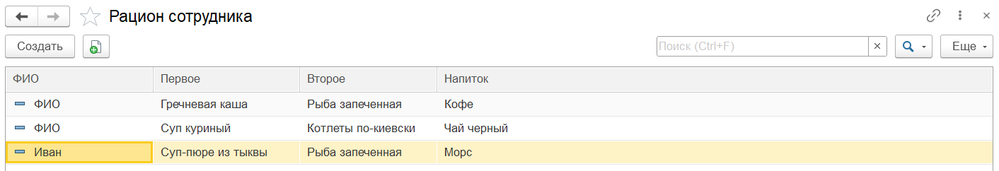 Рацион сотрудника
Создать Поиск (Ctrl+F) Еще
ФИО Первое Второе Напиток
ФИО Гречневая каша Рыба запеченная Кофе
ФИО Суп куриный Котлеты по-киевски Чай черный
Иван Суп-пюре из тыквы Рыба запеченная Морс